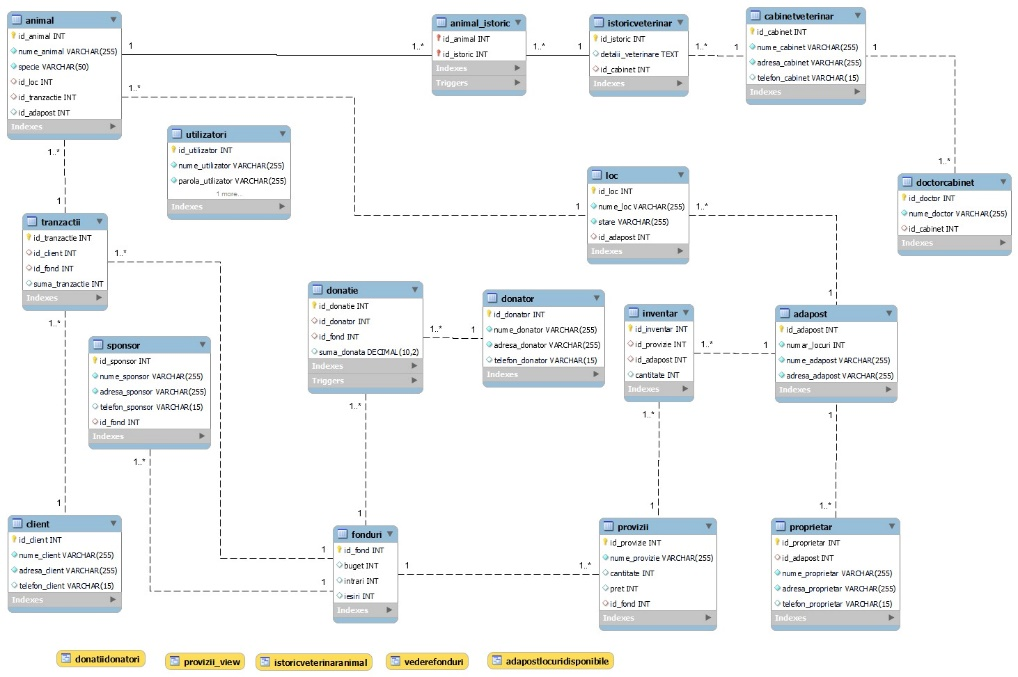 animal
id_animal INT
nume_animal VARCHAR(255)
specie VARCHAR(50)
id_loc INT
id_tranzactie INT
id_adapost INT
Indexes
animal_istoric
id_animal INT
id_istoric INT
Indexes
Triggers
istoricveterinar
id_istoric INT
detalii_veterinare TEXT
id_cabinet INT
Indexes
cabinetveterinar
id_cabinet INT
nume_cabinet VARCHAR(255)
adresa_cabinet VARCHAR(255)
telefon_cabinet VARCHAR(15)
Indexes
1
1..*
1..*
1
1..*
1
1
1..*
1..*
1..*
utilizatori
id_utilizator INT
nume_utilizator VARCHAR(255)
parola_utilizator VARCHAR(255)
1 more...
Indexes
loc
id_loc INT
nume_loc VARCHAR(255)
stare VARCHAR(255)
id_adapost INT
Indexes
doctorcabinet
id_doctor INT
nume_doctor VARCHAR(255)
id_cabinet INT
Indexes
1
1
1..*
tranzactii
id_tranzactie INT
id_client INT
id_fond INT
suma_tranzactie INT
Indexes
1..*
1..*
1
donatie
id_donatie INT
id_donator INT
id_fond INT
suma_donata DECIMAL(10,2)
Indexes
Triggers
donator
id_donator INT
nume_donator VARCHAR(255)
adresa_donator VARCHAR(255)
telefon_donator VARCHAR(15)
Indexes
inventar
id_inventar INT
id_provizie INT
id_adapost INT
cantitate INT
Indexes
adapost
id_adapost INT
numar_locuri INT
nume_adapost VARCHAR(255)
adresa_adapost VARCHAR(255)
Indexes
1..*
1
1..*
1
sponsor
id_sponsor INT
nume_sponsor VARCHAR(255)
adresa_sponsor VARCHAR(255)
telefon_sponsor VARCHAR(15)
id_fond INT
Indexes
1..*
1..*
1..*
1
1
1
1
1..*
client
id_client INT
nume_client VARCHAR(255)
adresa_client VARCHAR(255)
telefon_client VARCHAR(15)
Indexes
fonduri
id_fond INT
buget INT
intrari INT
iesiri INT
Indexes
1
1
1
1..*
provizii
id_provizie INT
nume_provizie VARCHAR(255)
cantitate INT
pret INT
id_fond INT
Indexes
proprietar
id_proprietar INT
id_adapost INT
nume_proprietar VARCHAR(255)
adresa_proprietar VARCHAR(255)
telefon_proprietar VARCHAR(15)
Indexes
donatiidonatori
provizii_view
istoricveterinaranimal
vederefonduri
adapostlocuridisponibile